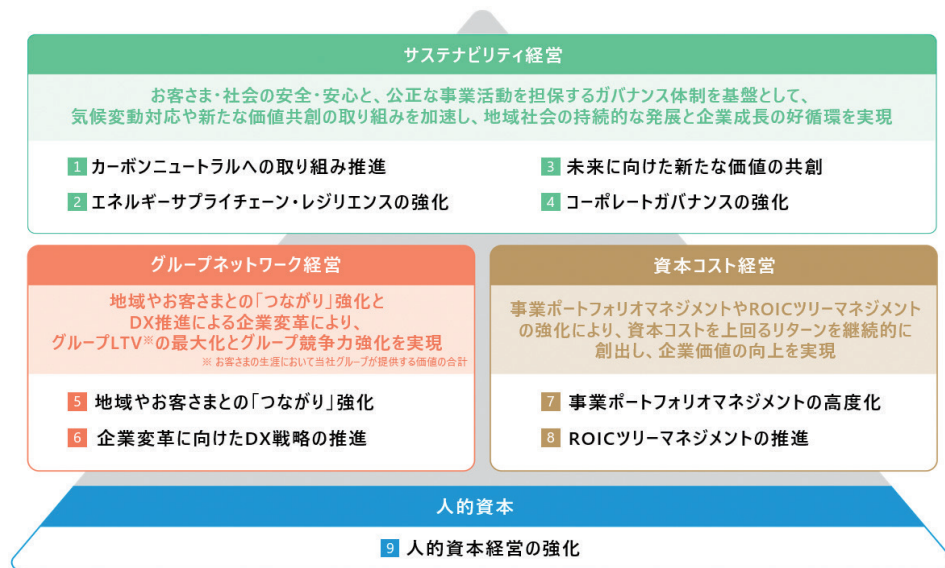 サステナビリティ経営
お客さま・社会の安全・安心と、公正な事業活動を担保するガバナンス体制を基盤として、
気候変動対応や新たな価値共創の取り組みを加速し、地域社会の持続的な発展と企業成長の好循環を実現
1 カーボンニュートラルへの取り組み推進
2 エネルギーサプライチェーン・レジリエンスの強化
3 未来に向けた新たな価値の共創
4 コーポレートガバナンスの強化
グループネットワーク経営
地域やお客さまとの「つながり」強化と
DX推進による企業変革により、
グループLTV※の最大化とグループ競争力強化を実現
※ お客さまの生涯において当社グループが提供する価値の合計
5 地域やお客さまとの「つながり」強化
6 企業変革に向けたDX戦略の推進
資本コスト経営
事業ポートフォリオマネジメントやROICツリーマネジメント
の強化により、資本コストを上回るリターンを継続的に
創出し、企業価値の向上を実現
7 事業ポートフォリオマネジメントの高度化
8 ROICツリーマネジメントの推進
人的資本
9 人的資本経営の強化